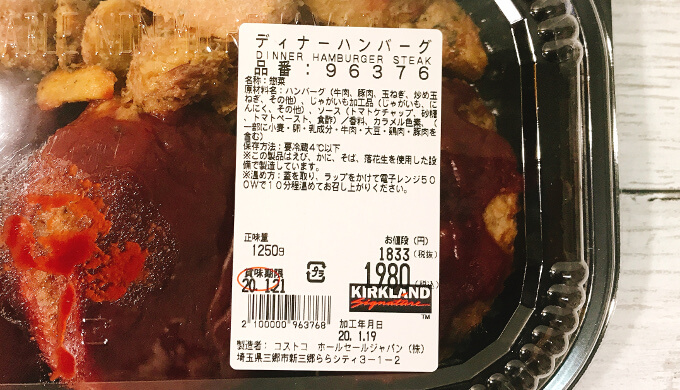 ディナーハンバーグ
DINNER HAMBURGER STEAK
品番:96376
名称:惣菜
原材料名:ハンバーグ(牛肉、豚肉、玉ねぎ、炒め玉
ねぎ、その他)、じゃがいも加工品(じゃがいも、にん
にく、その他)、ソース(トマトケチャップ、砂糖
、トマトペースト、食酢)/香料、カラメル色素、(
一部に小麦・卵・乳成分・牛肉・大豆・鶏肉・豚肉を
含む)
保存方法:要冷蔵4℃以下
※この製品はえび、かに、そば、落花生を使用した設
備で製造しています。
※温め方:蓋を取り、ラップをかけて電子レンジ50
0Wで10分程温めてお召し上がりください。
正味量
1250g
お値段(円)
1833(税抜)
1980(税込)
賞味期限
20.1.21
プラ
KIRKLAND
Signature
TM
2 100000 963768
加工年月日
20.1.19
製造者:コストコ ホールセールジャパン(株)
埼玉県三郷市新三郷ららシティ3-1-2